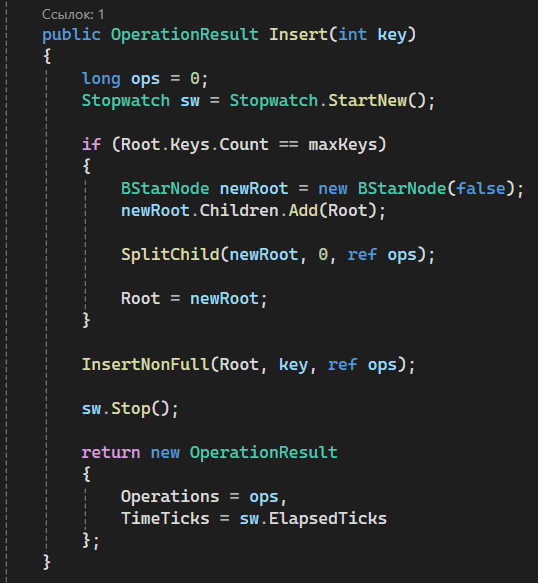 Ссылок: 1
public OperationResult Insert(int key)
{
long ops = 0;
Stopwatch sw = Stopwatch.StartNew();
if (Root.Keys.Count == maxKeys)
{
BStarNode newRoot = new BStarNode(false);
newRoot.Children.Add(Root);
SplitChild(newRoot, 0, ref ops);
Root = newRoot;
}
InsertNonFull(Root, key, ref ops);
sw.Stop();
return new OperationResult
{
Operations = ops,
TimeTicks = sw.ElapsedTicks
};
}